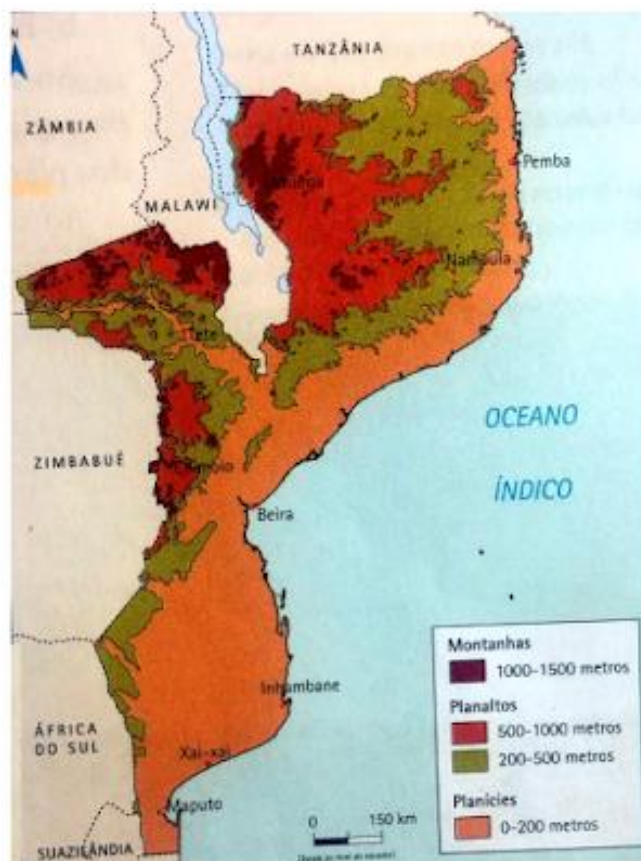 N
TANZÂNIA
ZÂMBIA
Pemba
MALAWI
Nampula
Tete
OCEANO
ÍNDICO
ZIMBABUÉ
Beira
Montanhas
1000–1500 metros
Planaltos
500–1000 metros
200–500 metros
Planícies
0–200 metros
Inhambane
ÁFRICA
DO SUL
Xai-xai
Maputo
0 150 km
SUAZILÂNDIA